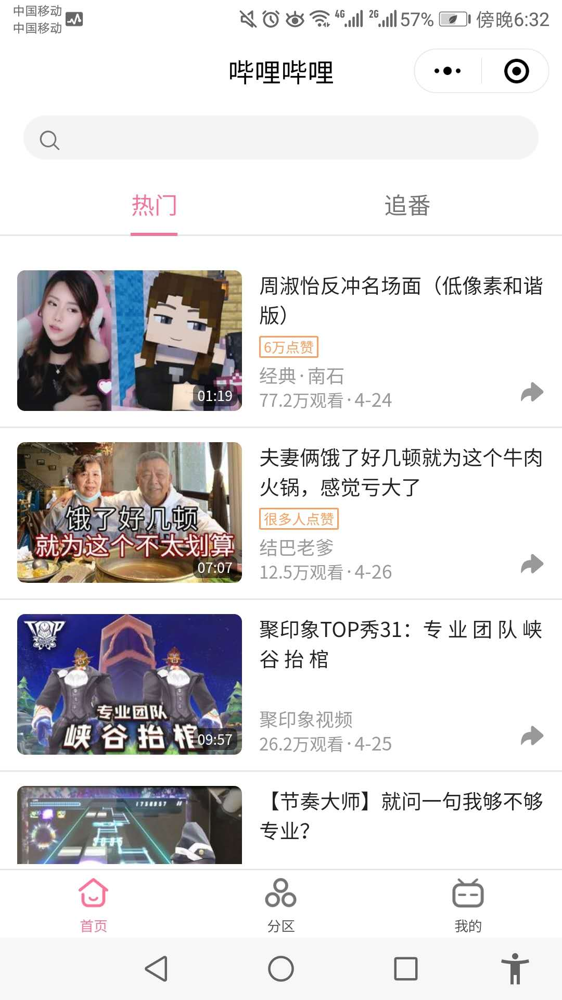 中国移动
中国移动
4G
2G
57%
傍晚6:32
哔哩哔哩
热门
追番
周淑怡反冲名场面（低像素和谐
版）
6万点赞
经典·南石
77.2万观看·4-24
01:19
夫妻俩饿了好几顿就为这个牛肉
火锅，感觉亏大了
很多人点赞
结巴老爹
12.5万观看·4-26
饿了好几顿
就为这个不太划算
07:07
聚印象TOP秀31：专 业 团 队 峡
谷 抬 棺
聚印象视频
26.2万观看·4-25
TOP
专业团队
峡谷抬棺
09:57
【节奏大师】就问一句我够不够
专业？
首页
分区
我的